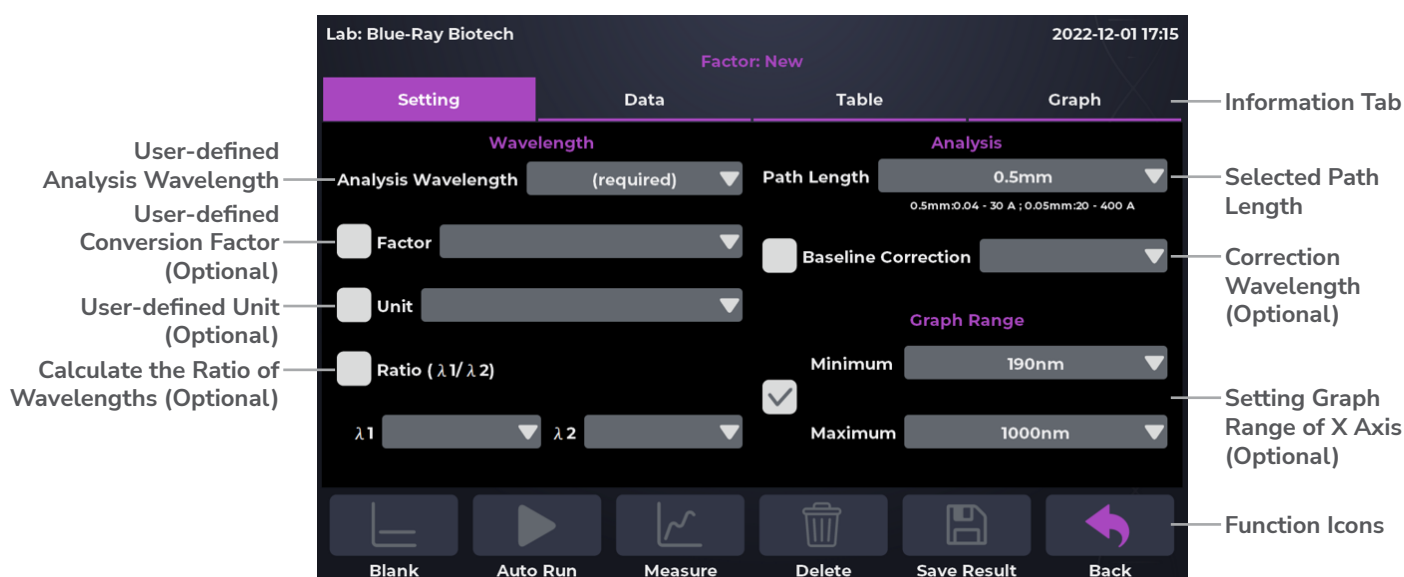 Lab: Blue-Ray Biotech
2022-12-01 17:15
Factor: New
Setting
Data
Table
Graph
Information Tab
Wavelength
Analysis
User-defined
Analysis Wavelength
Analysis Wavelength
(required)
Path Length
0.5mm
0.5mm:0.04 - 30 A ; 0.05mm:20 - 400 A
Selected Path
Length
User-defined
Conversion Factor
(Optional)
Factor
Baseline Correction
Correction
Wavelength
(Optional)
User-defined Unit
(Optional)
Unit
Graph Range
Calculate the Ratio of
Wavelengths (Optional)
Ratio ( λ 1/ λ 2)
Minimum
190nm
λ 1
λ 2
Maximum
1000nm
Setting Graph
Range of X Axis
(Optional)
Function Icons
Blank
Auto Run
Measure
Delete
Save Result
Back